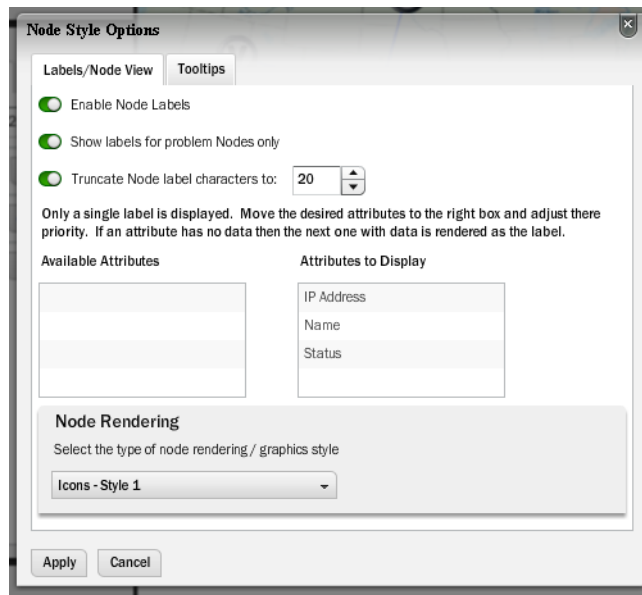 Node Style Options
Labels/Node View
Tooltips
Enable Node Labels
Show labels for problem Nodes only
Truncate Node label characters to:
20
Only a single label is displayed. Move the desired attributes to the right box and adjust there
priority. If an attribute has no data then the next one with data is rendered as the label.
Available Attributes
Attributes to Display
IP Address
Name
Status
Node Rendering
Select the type of node rendering / graphics style
Icons - Style 1
Apply
Cancel